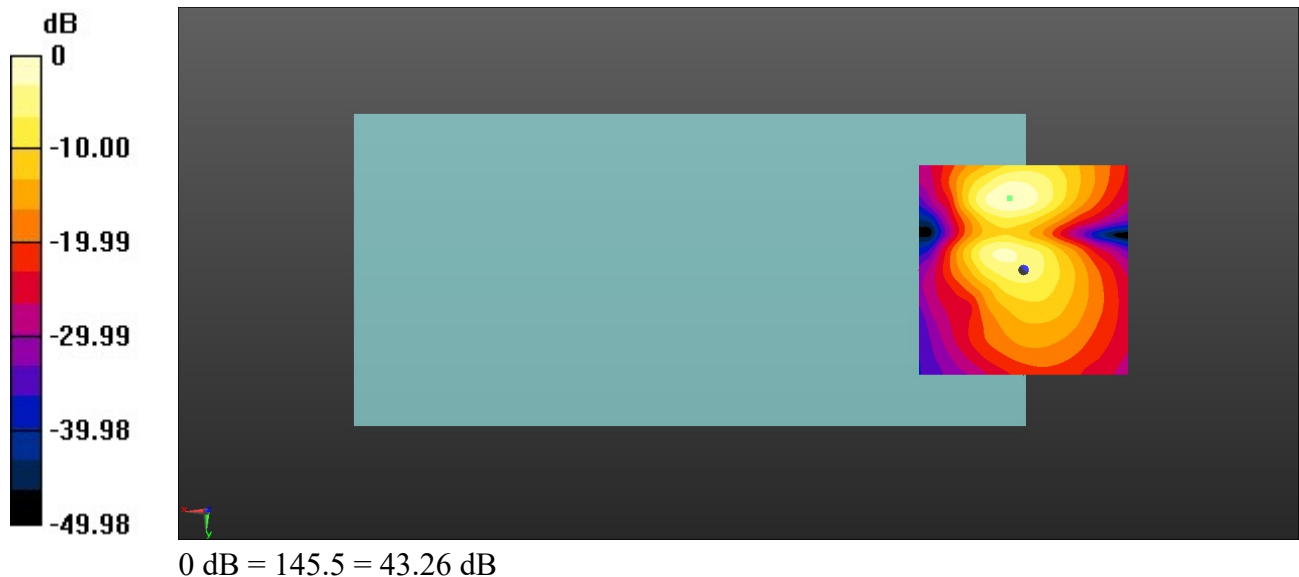 dB
0
-10.00
-19.99
-29.99
-39.98
-49.98
x
y
0 dB = 145.5 = 43.26 dB